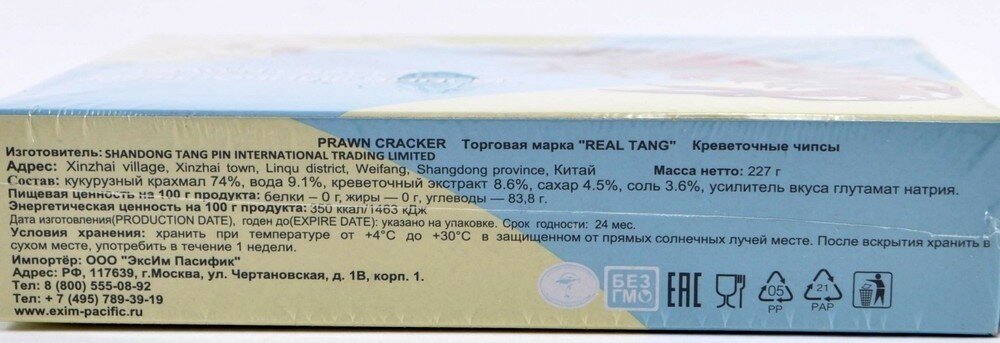 PRAWN CRACKER Торговая марка "REAL TANG" Креветочные чипсы
Изготовитель: SHANDONG TANG PIN INTERNATIONAL TRADING LIMITED
Адрес: Xinzhai village, Xinzhai town, Linqu district, Weifang, Shangdong province, Китай Масса нетто: 227 г
Состав: кукурузный крахмал 74%, вода 9.1%, креветочный экстракт 8.6%, сахар 4.5%, соль 3.6%, усилитель вкуса глутамат натрия.
Пищевая ценность на 100 г продукта: белки – 0 г, жиры – 0 г, углеводы – 83,8 г.
Энергетическая ценность на 100 г продукта: 350 ккал/1463 кДж
Дата изготовления(PRODUCTION DATE), годен до(EXPIRE DATE): указано на упаковке. Срок годности: 24 мес.
Условия хранения: хранить при температуре от +4°C до +30°C в защищенном от прямых солнечных лучей месте. После вскрытия хранить в
сухом месте, употребить в течение 1 недели.
Импортёр: ООО "ЭксИм Пасифик"
Адрес: РФ, 117639, г.Москва, ул. Чертановская, д. 1В, корп. 1.
Тел: 8 (800) 555-08-92
Тел: + 7 (495) 789-39-19
www.exim-pacific.ru
БЕЗ
ГМО
EAC
05
PP
21
PAP